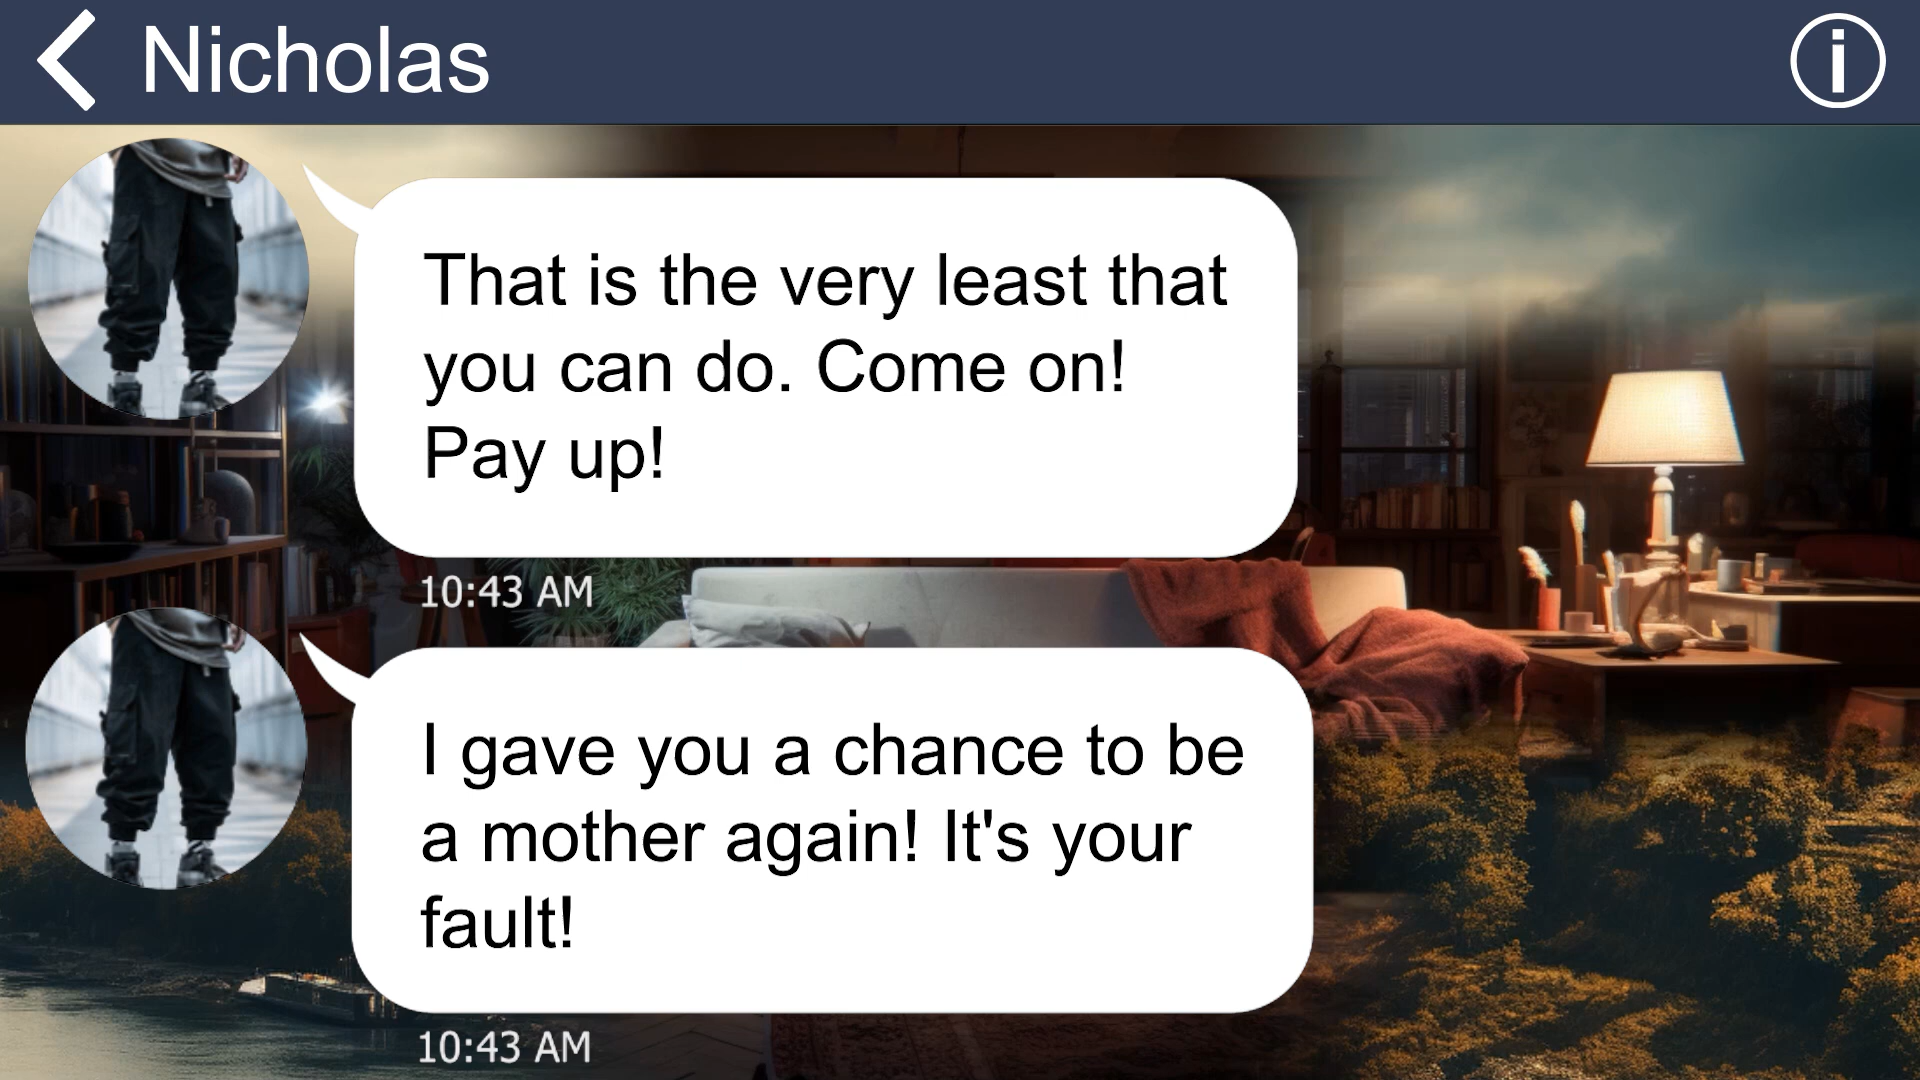 Nicholas
That is the very least that
you can do. Come on!
Pay up!
10:43 AM
I gave you a chance to be
a mother again! It's your
fault!
10:43 AM